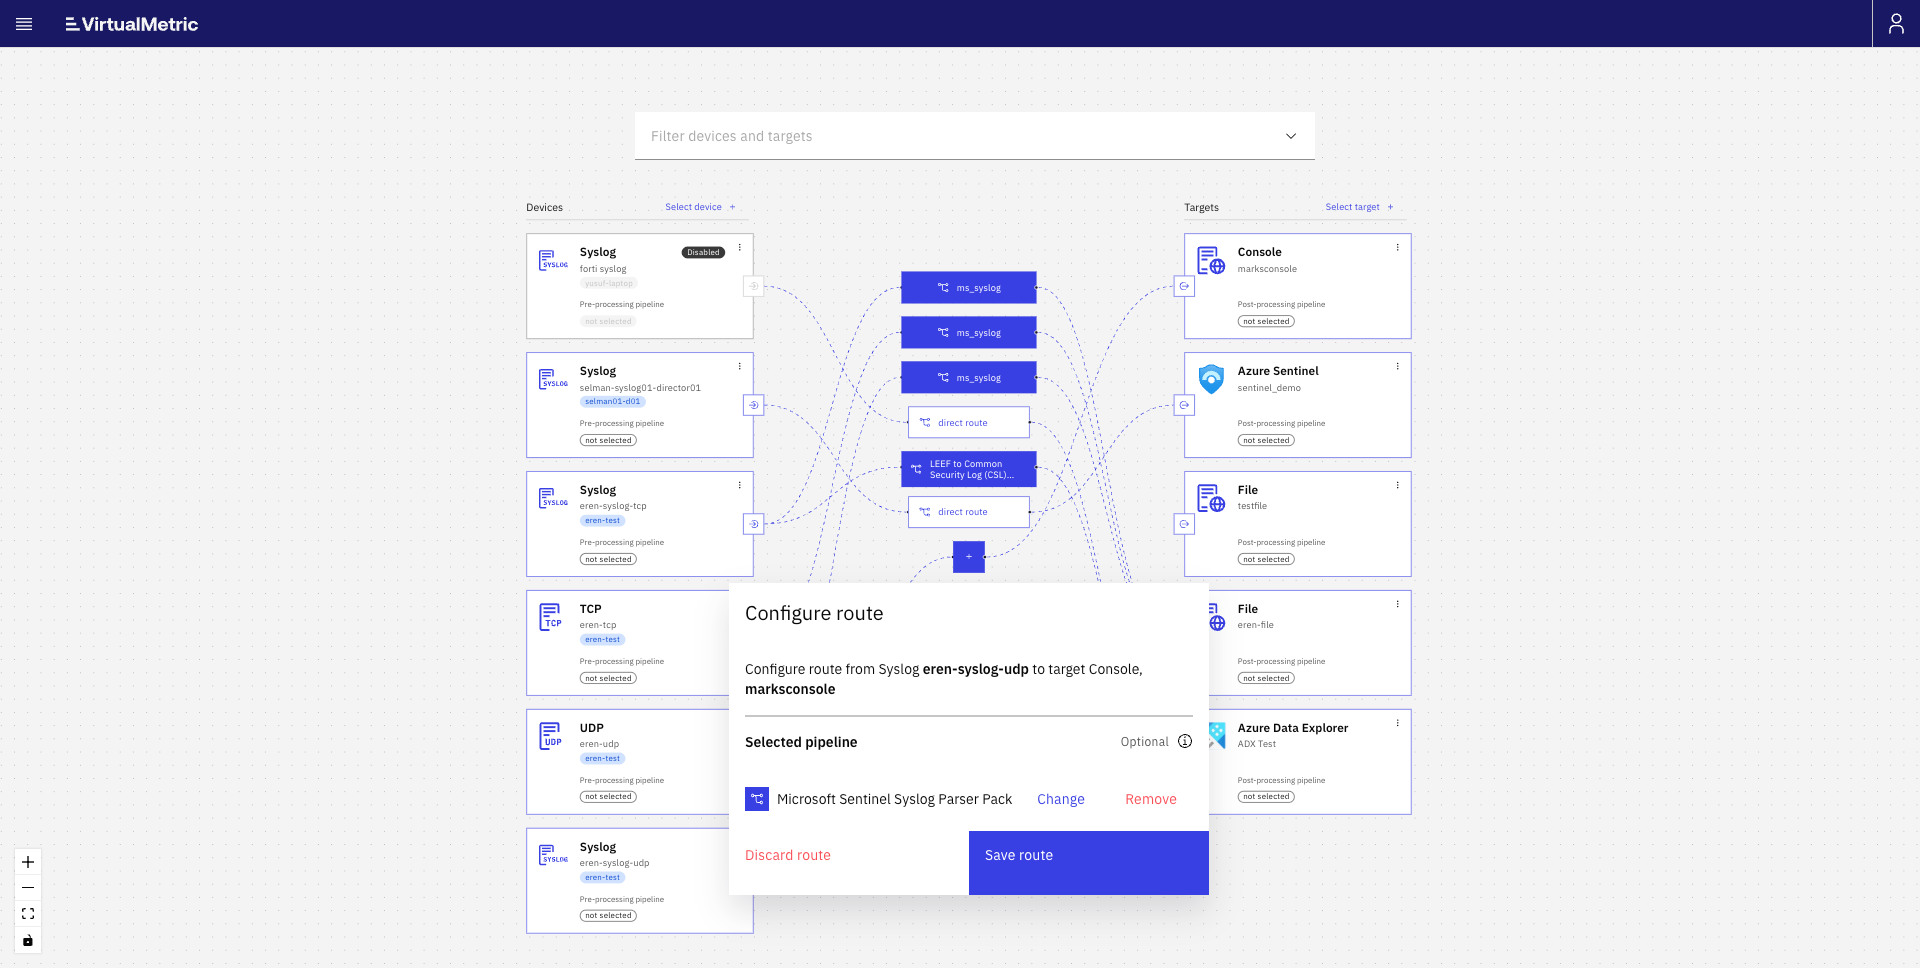 VirtualMetric
Filter devices and targets
Devices
Select device +
Syslog
Disabled
forti syslog
yusuf-laptop
Pre-processing pipeline
not selected
SYSLOG
Syslog
selman-syslog01-director01
selman01-d01
Pre-processing pipeline
not selected
SYSLOG
Syslog
eren-syslog-tcp
eren-test
Pre-processing pipeline
not selected
SYSLOG
TCP
eren-tcp
eren-test
Pre-processing pipeline
not selected
TCP
UDP
eren-udp
eren-test
Pre-processing pipeline
not selected
UDP
Syslog
eren-syslog-udp
eren-test
Pre-processing pipeline
not selected
SYSLOG
ms_syslog
ms_syslog
ms_syslog
direct route
LEEF to Common
Security Log (CSL)...
direct route
+
Targets
Select target +
Console
marksconsole
Post-processing pipeline
not selected
Azure Sentinel
sentinel_demo
Post-processing pipeline
not selected
File
testfile
Post-processing pipeline
not selected
File
eren-file
Post-processing pipeline
not selected
Azure Data Explorer
ADX Test
Post-processing pipeline
not selected
Configure route
Configure route from Syslog eren-syslog-udp to target Console,
marksconsole
Selected pipeline
Optional
Microsoft Sentinel Syslog Parser Pack
Change
Remove
Discard route
Save route